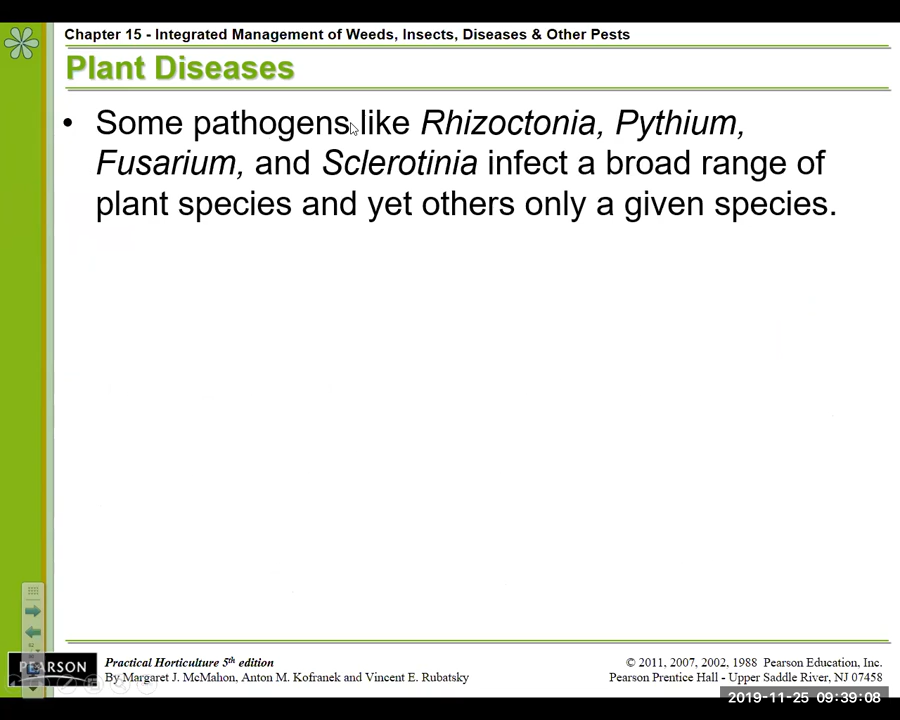 Chapter 15 - Integrated Management of Weeds, Insects, Diseases & Other Pests
Plant Diseases
• Some pathogens like Rhizoctonia, Pythium,
Fusarium, and Sclerotinia infect a broad range of
plant species and yet others only a given species.
PEARSON
Practical Horticulture 5th edition
By Margaret J. McMahon, Anton M. Kofranek and Vincent E. Rubatsky
© 2011, 2007, 2002, 1988 Pearson Education, Inc.
Pearson Prentice Hall - Upper Saddle River, NJ 07458
2019-11-25 09:39:08